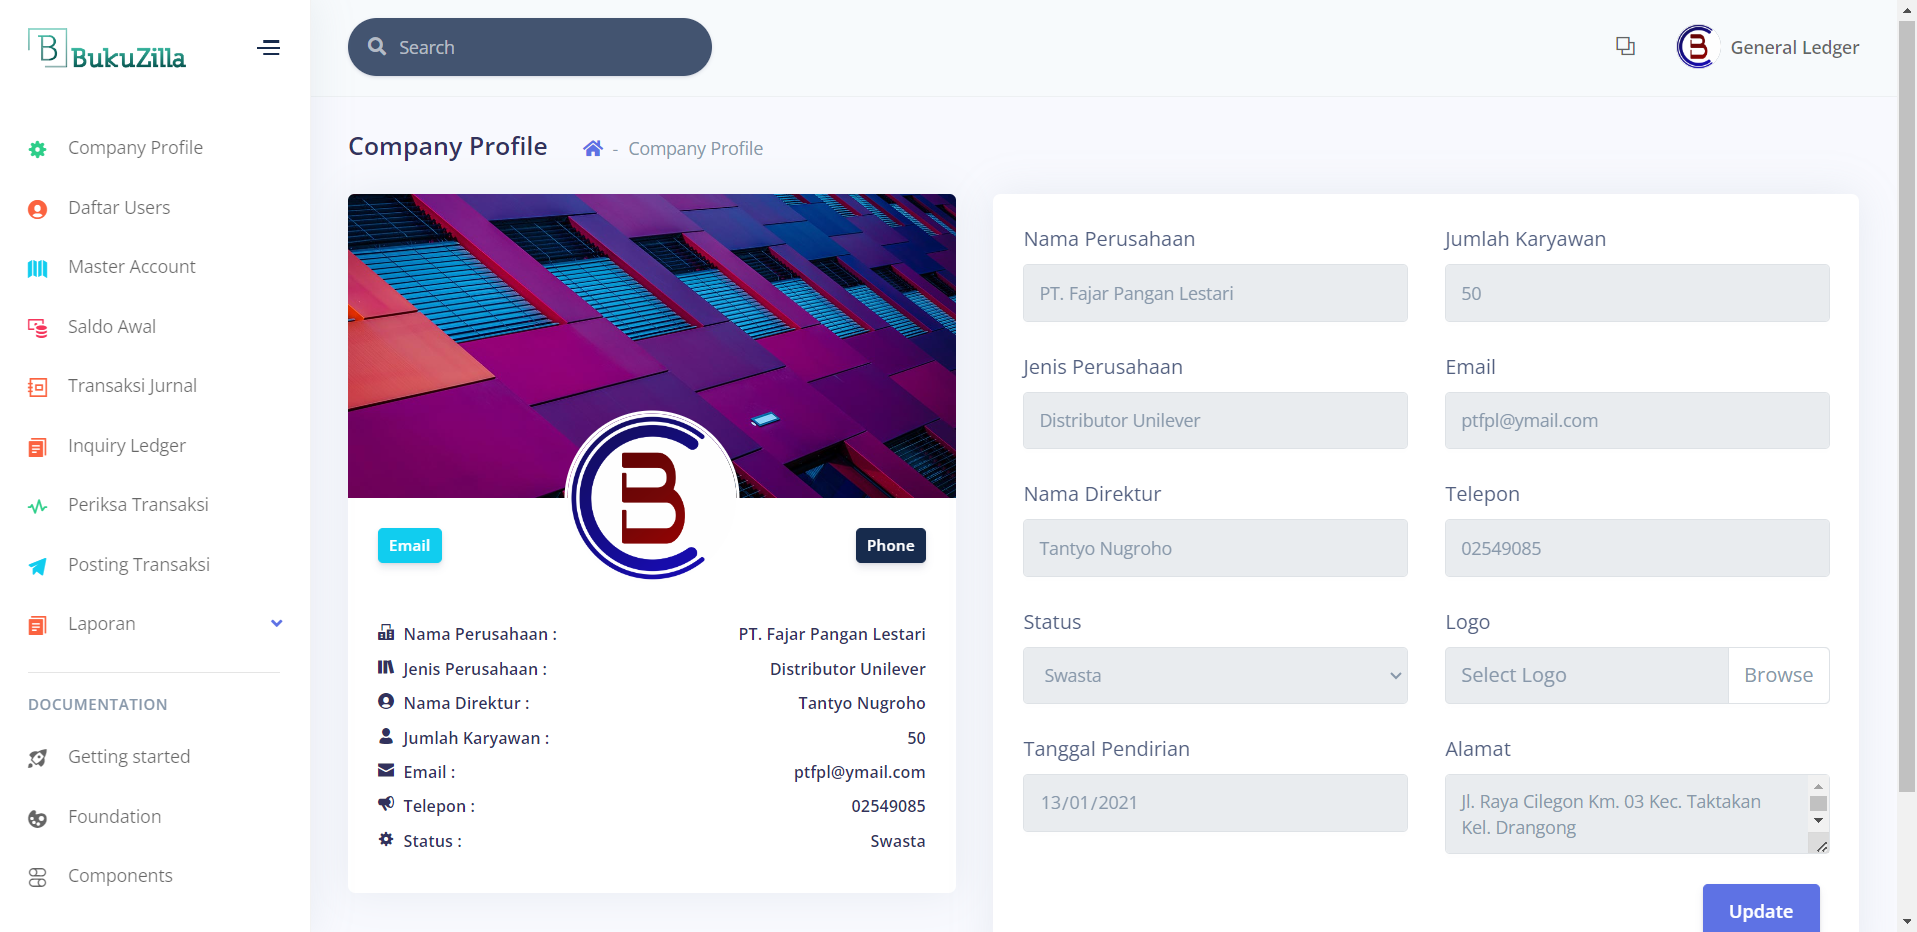 BukuZilla
Search
General Ledger
Company Profile
Daftar Users
Master Account
Saldo Awal
Transaksi Jurnal
Inquiry Ledger
Periksa Transaksi
Posting Transaksi
Laporan
DOCUMENTATION
Getting started
Foundation
Components
Company Profile
- Company Profile
Email
Phone
Nama Perusahaan : PT. Fajar Pangan Lestari
Jenis Perusahaan : Distributor Unilever
Nama Direktur : Tantyo Nugroho
Jumlah Karyawan : 50
Email : ptfpl@ymail.com
Telepon : 02549085
Status : Swasta
Nama Perusahaan
PT. Fajar Pangan Lestari
Jumlah Karyawan
50
Jenis Perusahaan
Distributor Unilever
Email
ptfpl@ymail.com
Nama Direktur
Tantyo Nugroho
Telepon
02549085
Status
Swasta
Logo
Select Logo Browse
Tanggal Pendirian
13/01/2021
Alamat
Jl. Raya Cilegon Km. 03 Kec. Taktakan
Kel. Drangong
Update